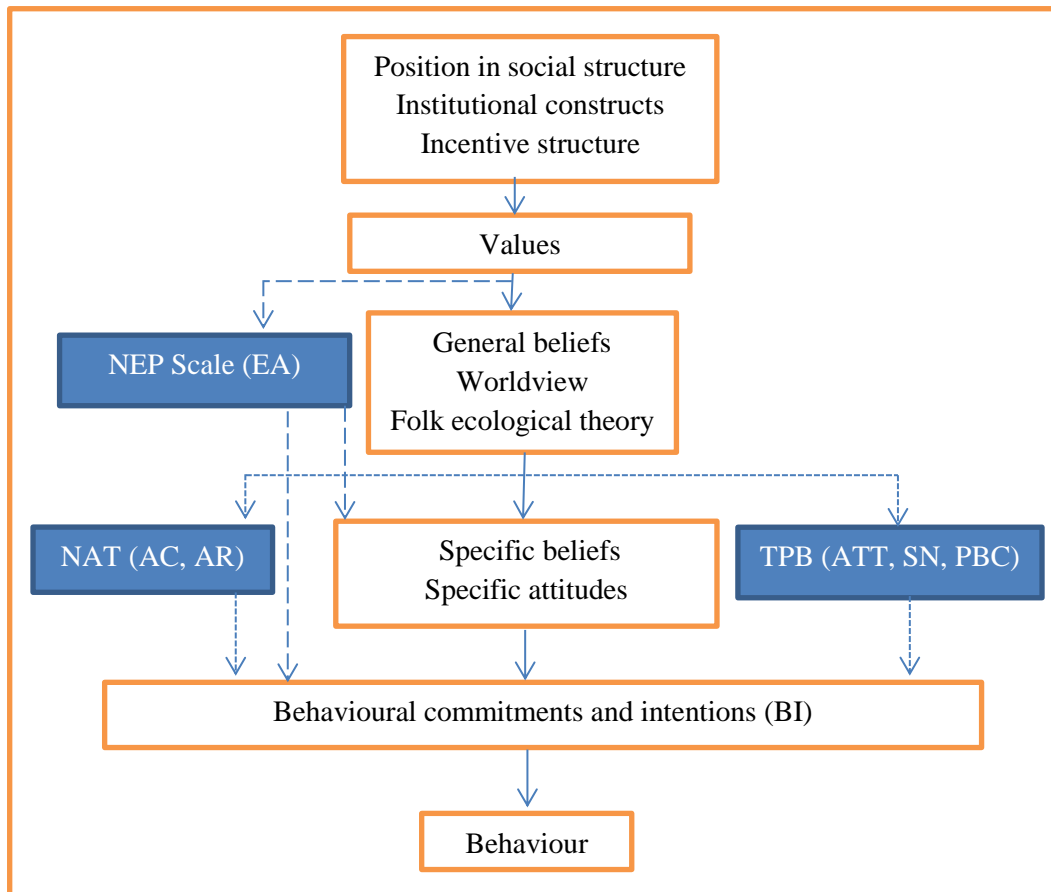 Position in social structure
Institutional constructs
Incentive structure
Values
NEP Scale (EA)
General beliefs
Worldview
Folk ecological theory
NAT (AC, AR)
Specific beliefs
Specific attitudes
TPB (ATT, SN, PBC)
Behavioural commitments and intentions (BI)
Behaviour